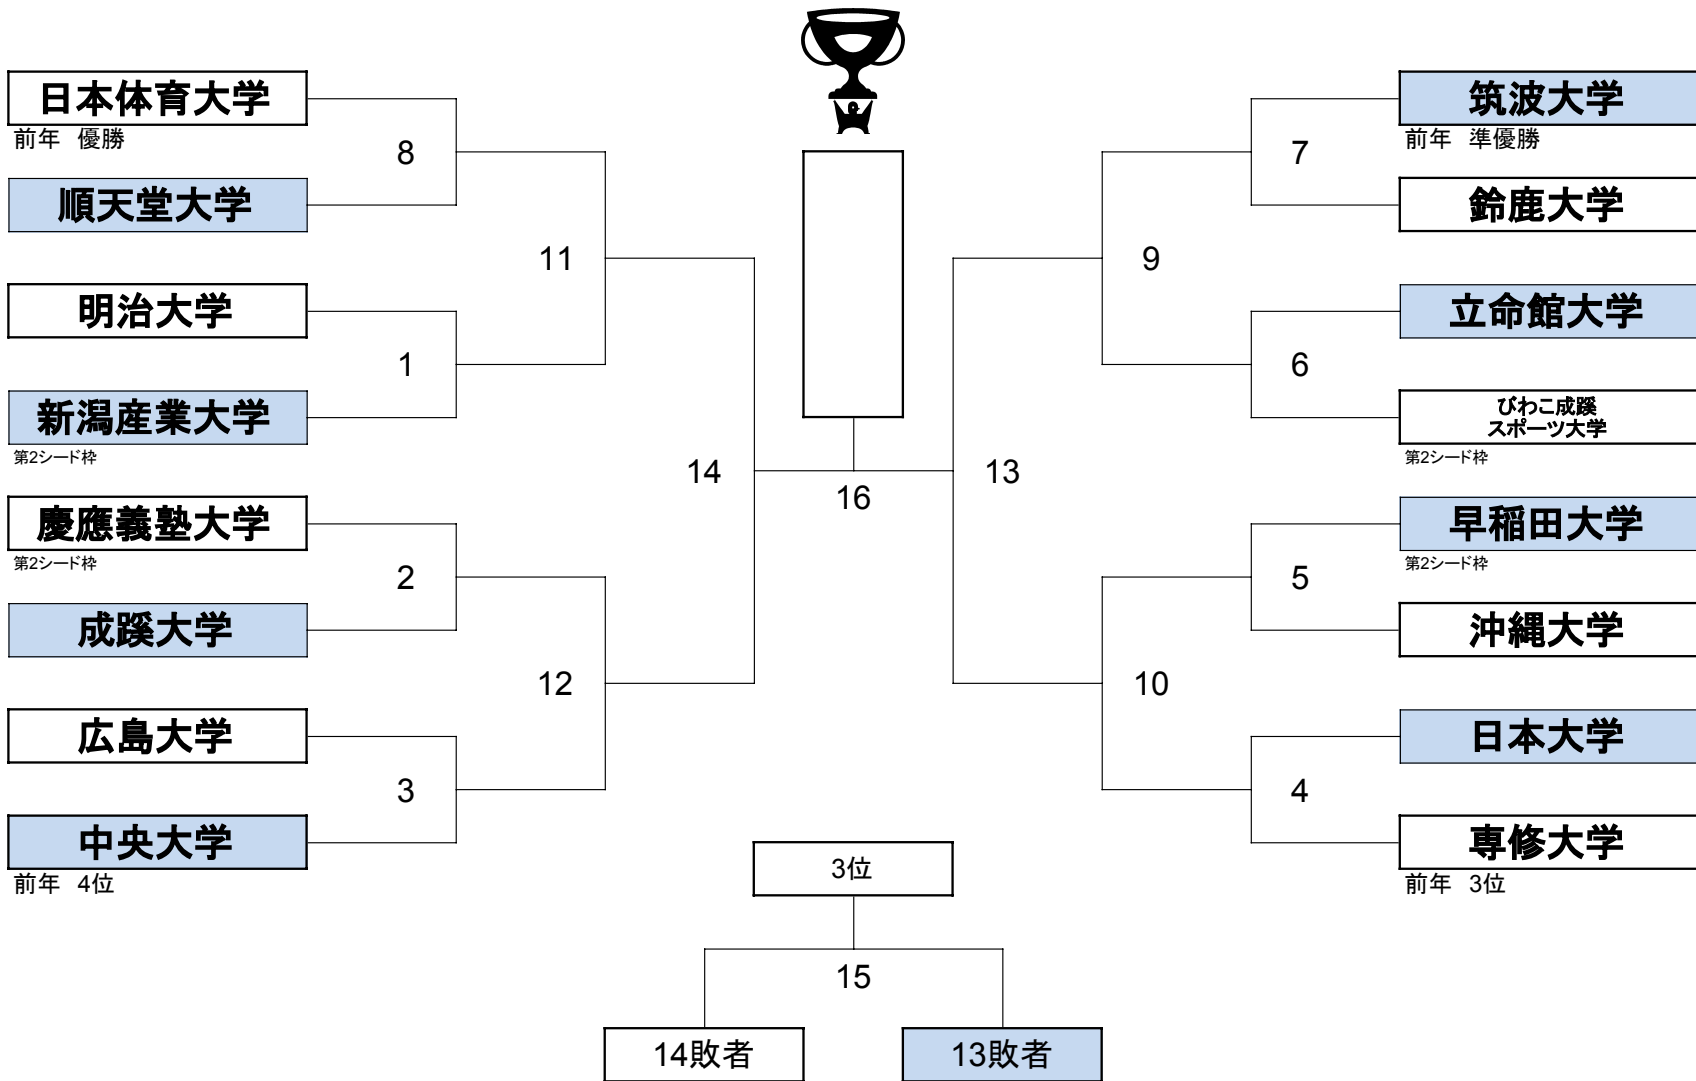 日本体育大学
前年 優勝
8
順天堂大学
11
明治大学
1
新潟産業大学
第2シード枠
14
慶應義塾大学
第2シード枠
2
成蹊大学
12
広島大学
3
中央大学
前年 4位
16
筑波大学
前年 準優勝
7
鈴鹿大学
9
立命館大学
6
びわこ成蹊
スポーツ大学
第2シード枠
13
早稲田大学
第2シード枠
5
沖縄大学
10
日本大学
4
専修大学
前年 3位
3位
15
14敗者
13敗者